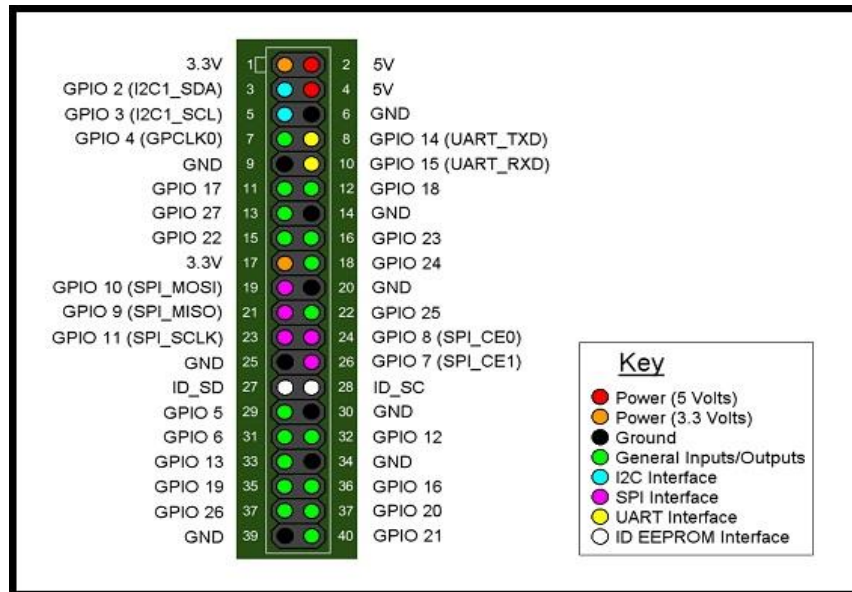 3.3V 1 2 5V
GPIO 2 (I2C1_SDA) 3 4 5V
GPIO 3 (I2C1_SCL) 5 6 GND
GPIO 4 (GPCLK0) 7 8 GPIO 14 (UART_TXD)
GND 9 10 GPIO 15 (UART_RXD)
GPIO 17 11 12 GPIO 18
GPIO 27 13 14 GND
GPIO 22 15 16 GPIO 23
3.3V 17 18 GPIO 24
GPIO 10 (SPI_MOSI) 19 20 GND
GPIO 9 (SPI_MISO) 21 22 GPIO 25
GPIO 11 (SPI_SCLK) 23 24 GPIO 8 (SPI_CE0)
GND 25 26 GPIO 7 (SPI_CE1)
ID_SD 27 28 ID_SC
GPIO 5 29 30 GND
GPIO 6 31 32 GPIO 12
GPIO 13 33 34 GND
GPIO 19 35 36 GPIO 16
GPIO 26 37 37 GPIO 20
GND 39 40 GPIO 21
Key
Power (5 Volts)
Power (3.3 Volts)
Ground
General Inputs/Outputs
I2C Interface
SPI Interface
UART Interface
ID EEPROM Interface